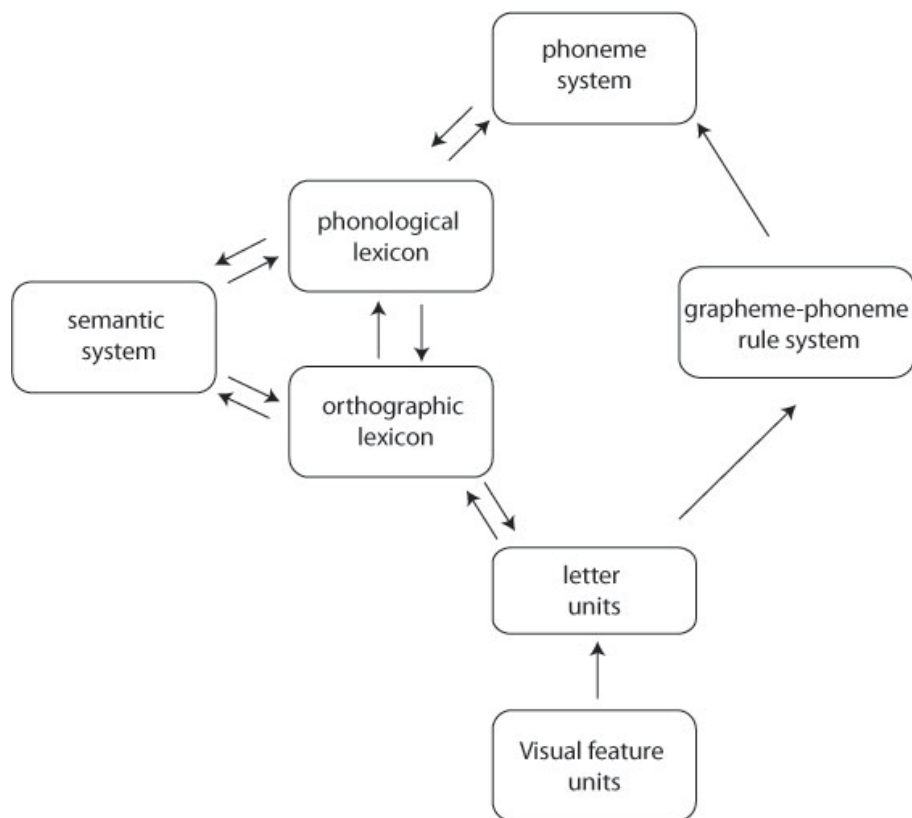 phoneme
system
phonological
lexicon
semantic
system
grapheme-phoneme
rule system
orthographic
lexicon
letter
units
Visual feature
units